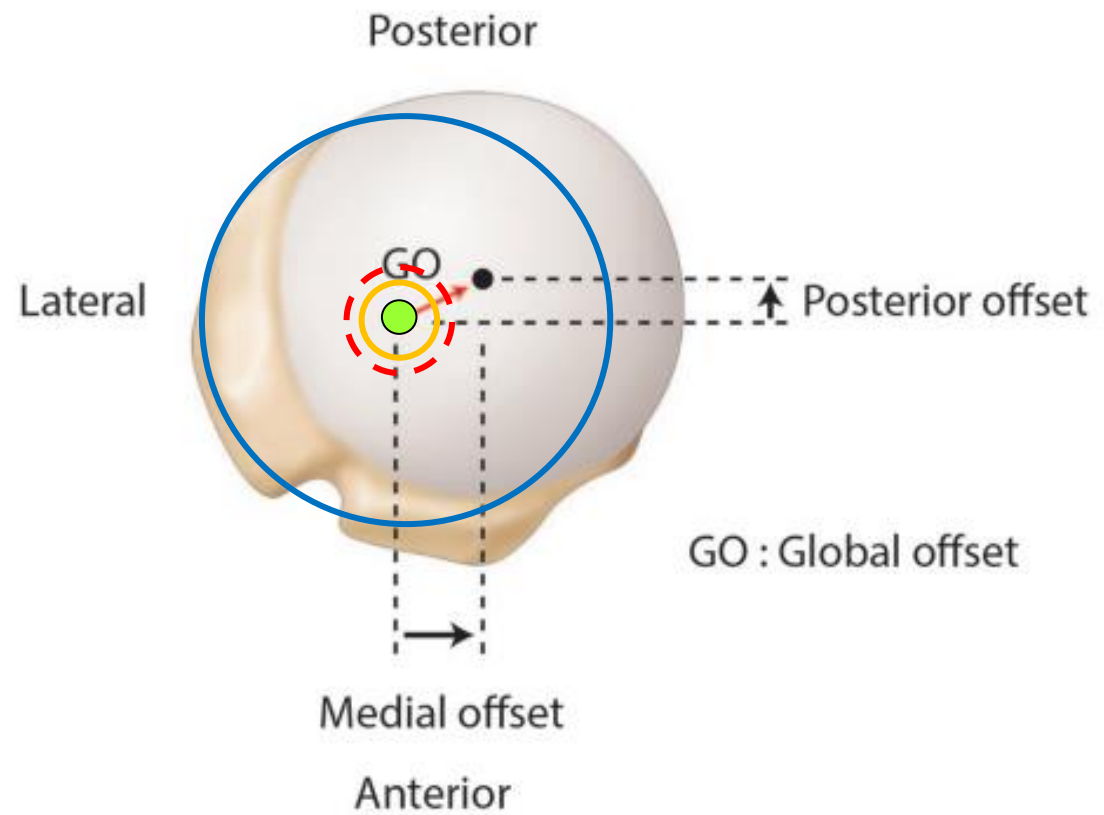 Posterior
GO
Lateral
Posterior offset
GO : Global offset
Medial offset
Anterior